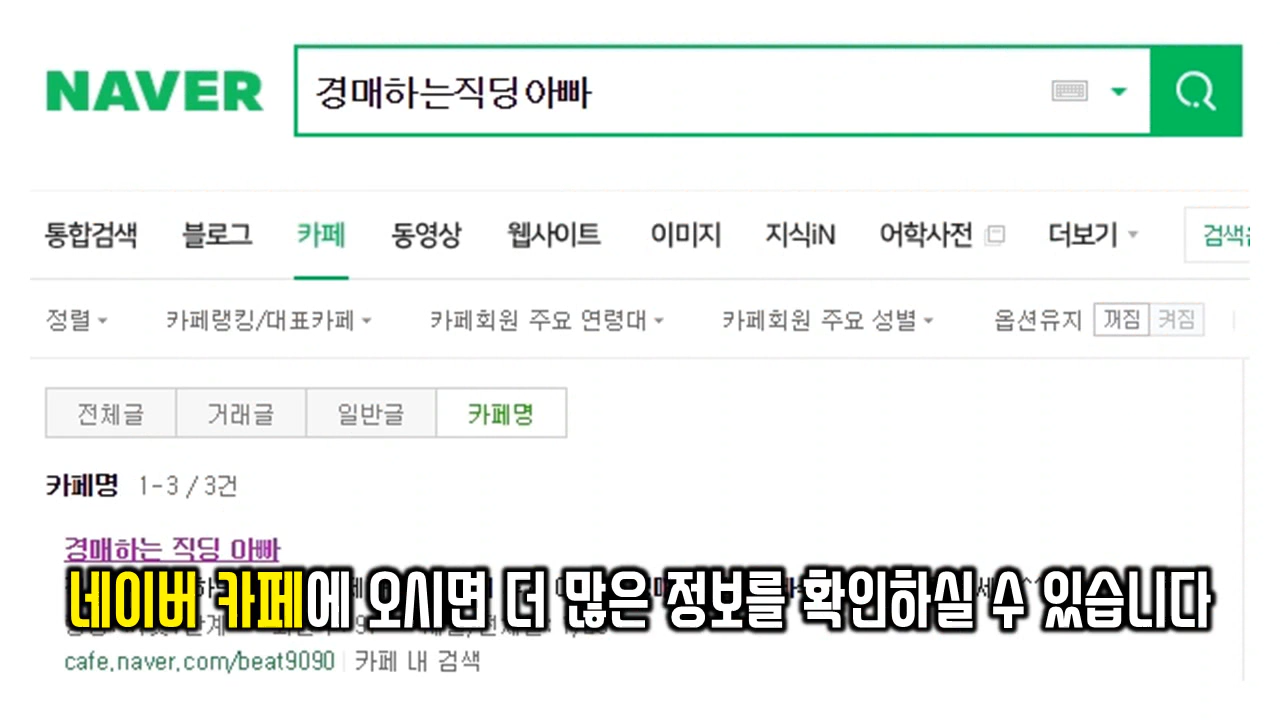 NAVER 경매하는직딩아빠
통합검색 블로그 카페 동영상 웹사이트 이미지 지식iN 어학사전 더보기
정렬 카페랭킹/대표카페 카페회원 주요 연령대 카페회원 주요 성별 옵션유지 꺼짐 켜짐
전체글 거래글 일반글 카페명
카페명 1-3 / 3건
경매하는 직딩 아빠
네이버 카페에 오시면 더 많은 정보를 확인하실 수 있습니다
cafe.naver.com/beat9090 카페 내 검색